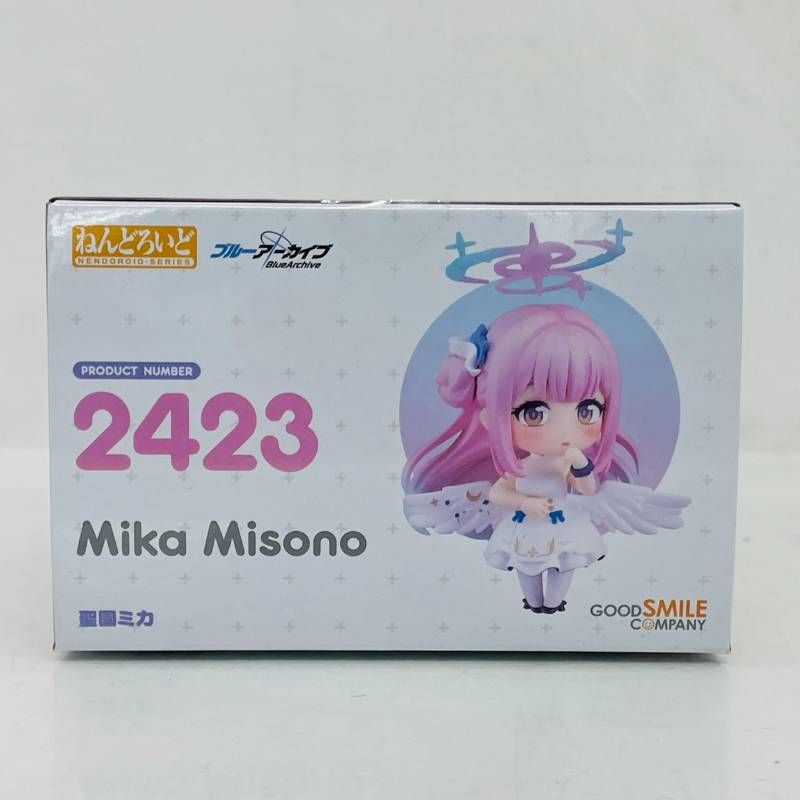 ねんどろいど
NENDOROID·SERIES
ブルーアーカイブ
BlueArchive
PRODUCT NUMBER
2423
Mika Misono
聖園ミカ
GOOD SMILE
COMPANY